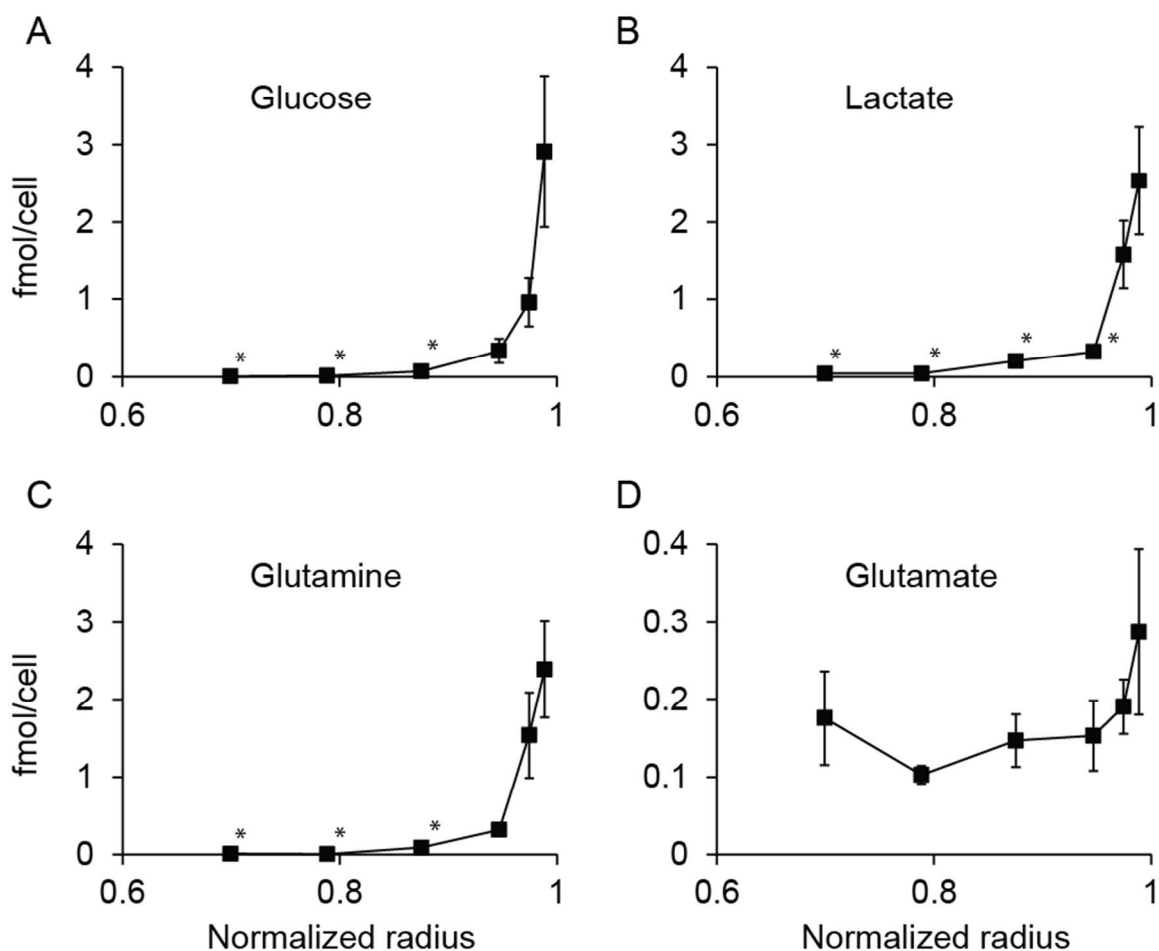 A
4
3
2
1
0
fmol/cell
Glucose
* * *
0.6 0.8 1
B
4
3
2
1
0
Lactate
* * * *
0.6 0.8 1
C
4
3
2
1
0
fmol/cell
Glutamine
* * *
0.6 0.8 1
Normalized radius
D
0.4
0.3
0.2
0.1
0
Glutamate
0.6 0.8 1
Normalized radius